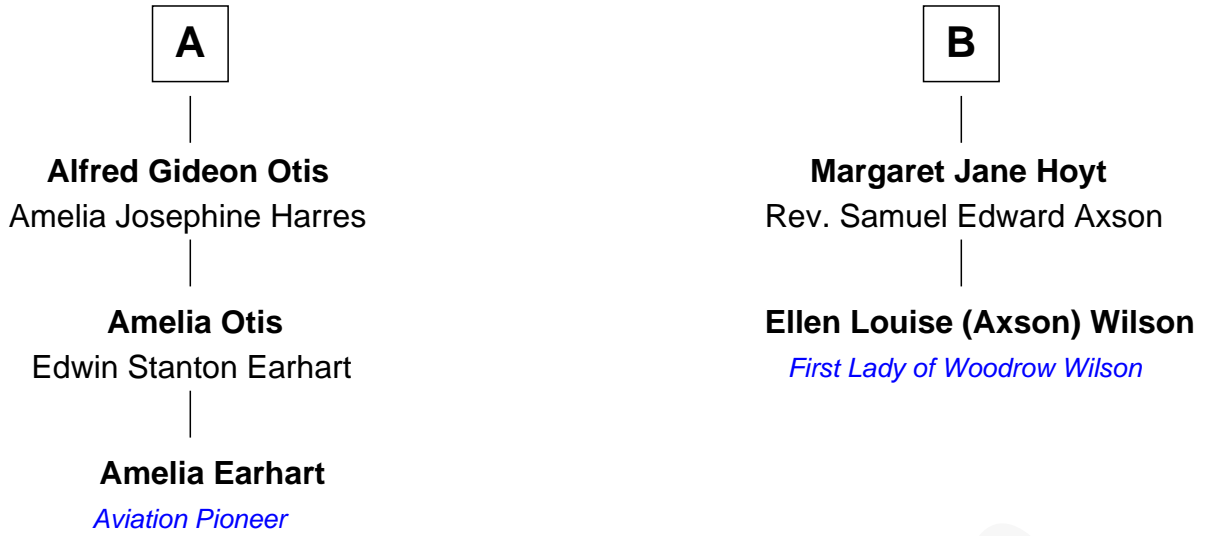 A
Alfred Gideon Otis
Amelia Josephine Harres
Amelia Otis
Edwin Stanton Earhart
Amelia Earhart
Aviation Pioneer
B
Margaret Jane Hoyt
Rev. Samuel Edward Axson
Ellen Louise (Axson) Wilson
First Lady of Woodrow Wilson